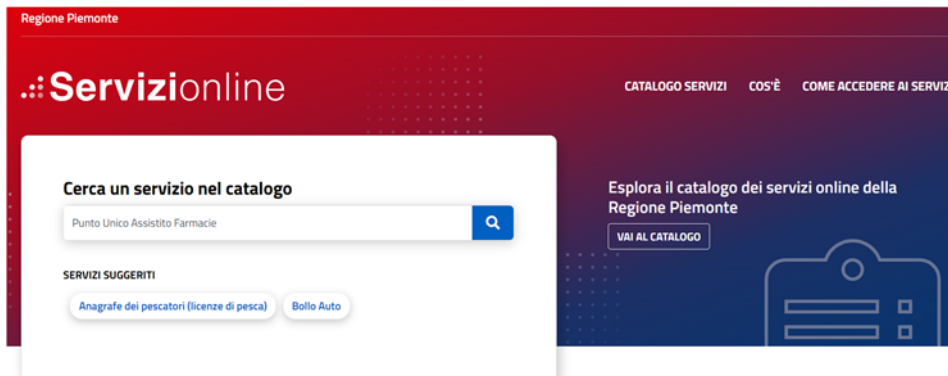 Regione Piemonte
Servizionline
CATALOGO SERVIZI COS'È COME ACCEDERE AI SERVIZ
Cerca un servizio nel catalogo
Punto Unico Assistito Farmacie
SERVIZI SUGGERITI
Anagrafe dei pescatori (licenze di pesca) Bollo Auto
Esplora il catalogo dei servizi online della
Regione Piemonte
VAI AL CATALOGO